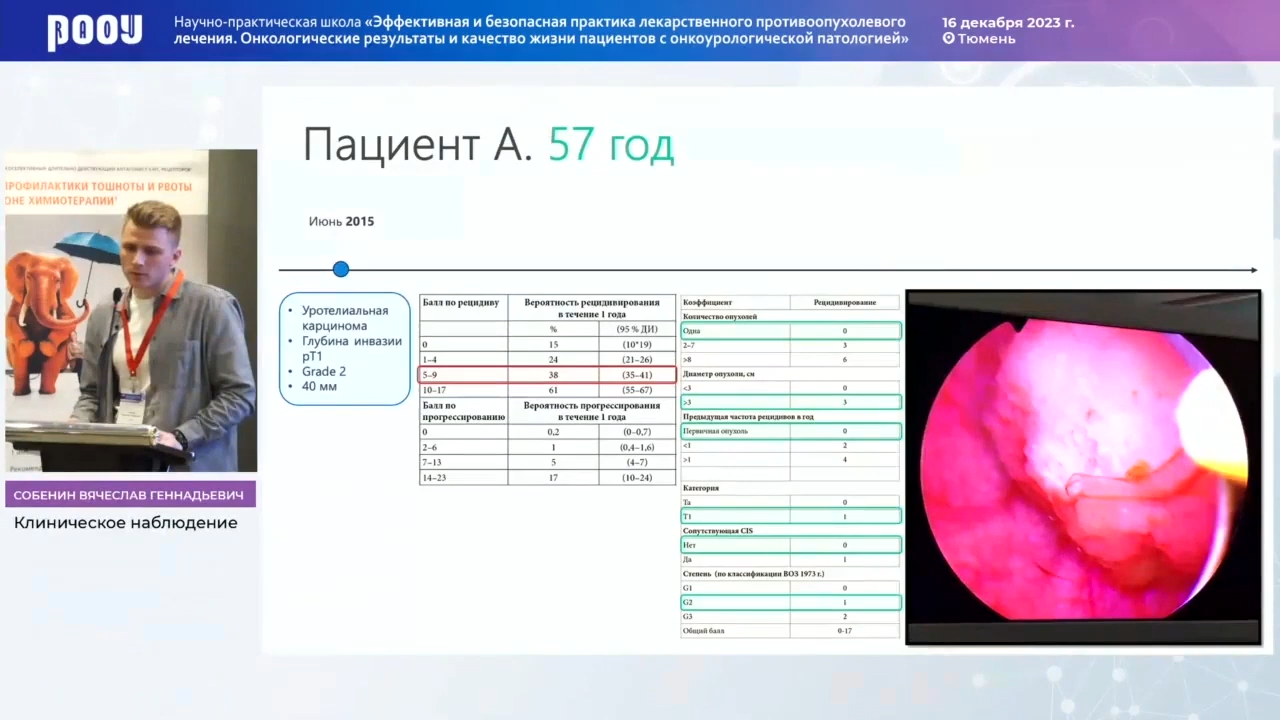 РООУ
RAOU
Научно-практическая школа «Эффективная и безопасная практика лекарственного противоопухолевого
лечения. Онкологические результаты и качество жизни пациентов с онкоурологической патологией»
16 декабря 2023 г.
Тюмень
ПРОФИЛАКТИКИ ТОШНОТЫ И РВОТЫ
ОНЕ ХИМИОТЕРАПИИ
СОБЕНИН ВЯЧЕСЛАВ ГЕННАДЬЕВИЧ
Клиническое наблюдение
Пациент А. 57 год
Июнь 2015
• Уротелиальная
карцинома
• Глубина инвазии
pT1
• Grade 2
• 40 мм
Балл по рецидиву Вероятность рецидивирования
в течение 1 года
% (95 % ДИ)
0 15 (10*19)
1–4 24 (21–26)
5–9 38 (35–41)
10–17 61 (55–67)
Балл по Вероятность прогрессирования
прогрессированию в течение 1 года
0 0,2 (0–0,7)
2–6 1 (0,4–1,6)
7–13 5 (4–7)
14–23 17 (10–24)
Коэффициент Рецидивирование
Количество опухолей
Одна 0
2–7 3
>8 6
Диаметр опухоли, см
<3 0
>3 3
Предыдущая частота рецидивов в год
Первичная опухоль 0
<1 2
>1 4
Категория
Ta 0
T1 1
Сопутствующая CIS
Нет 0
Да 1
Степень (по классификации ВОЗ 1973 г.)
G1 0
G2 1
G3 2
Общий балл 0-17